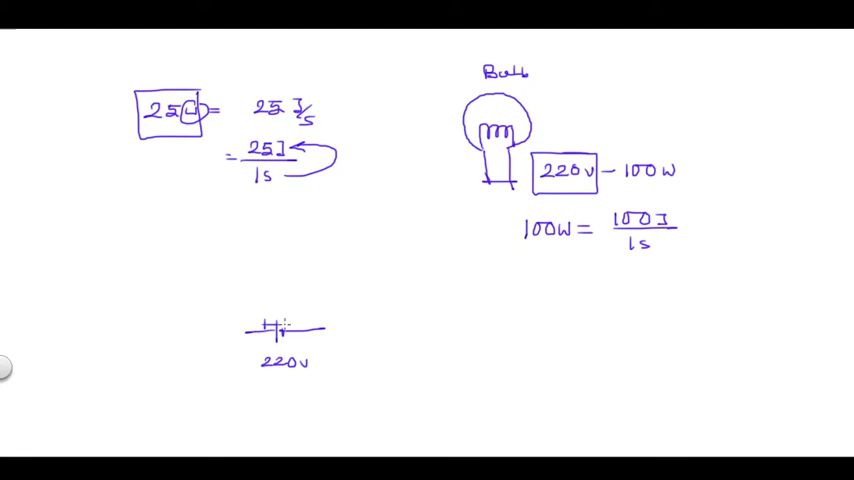 25W = 25 J/s
= 25J / 1s
Bulb
220V - 100W
100W = 100J / 1s
220V